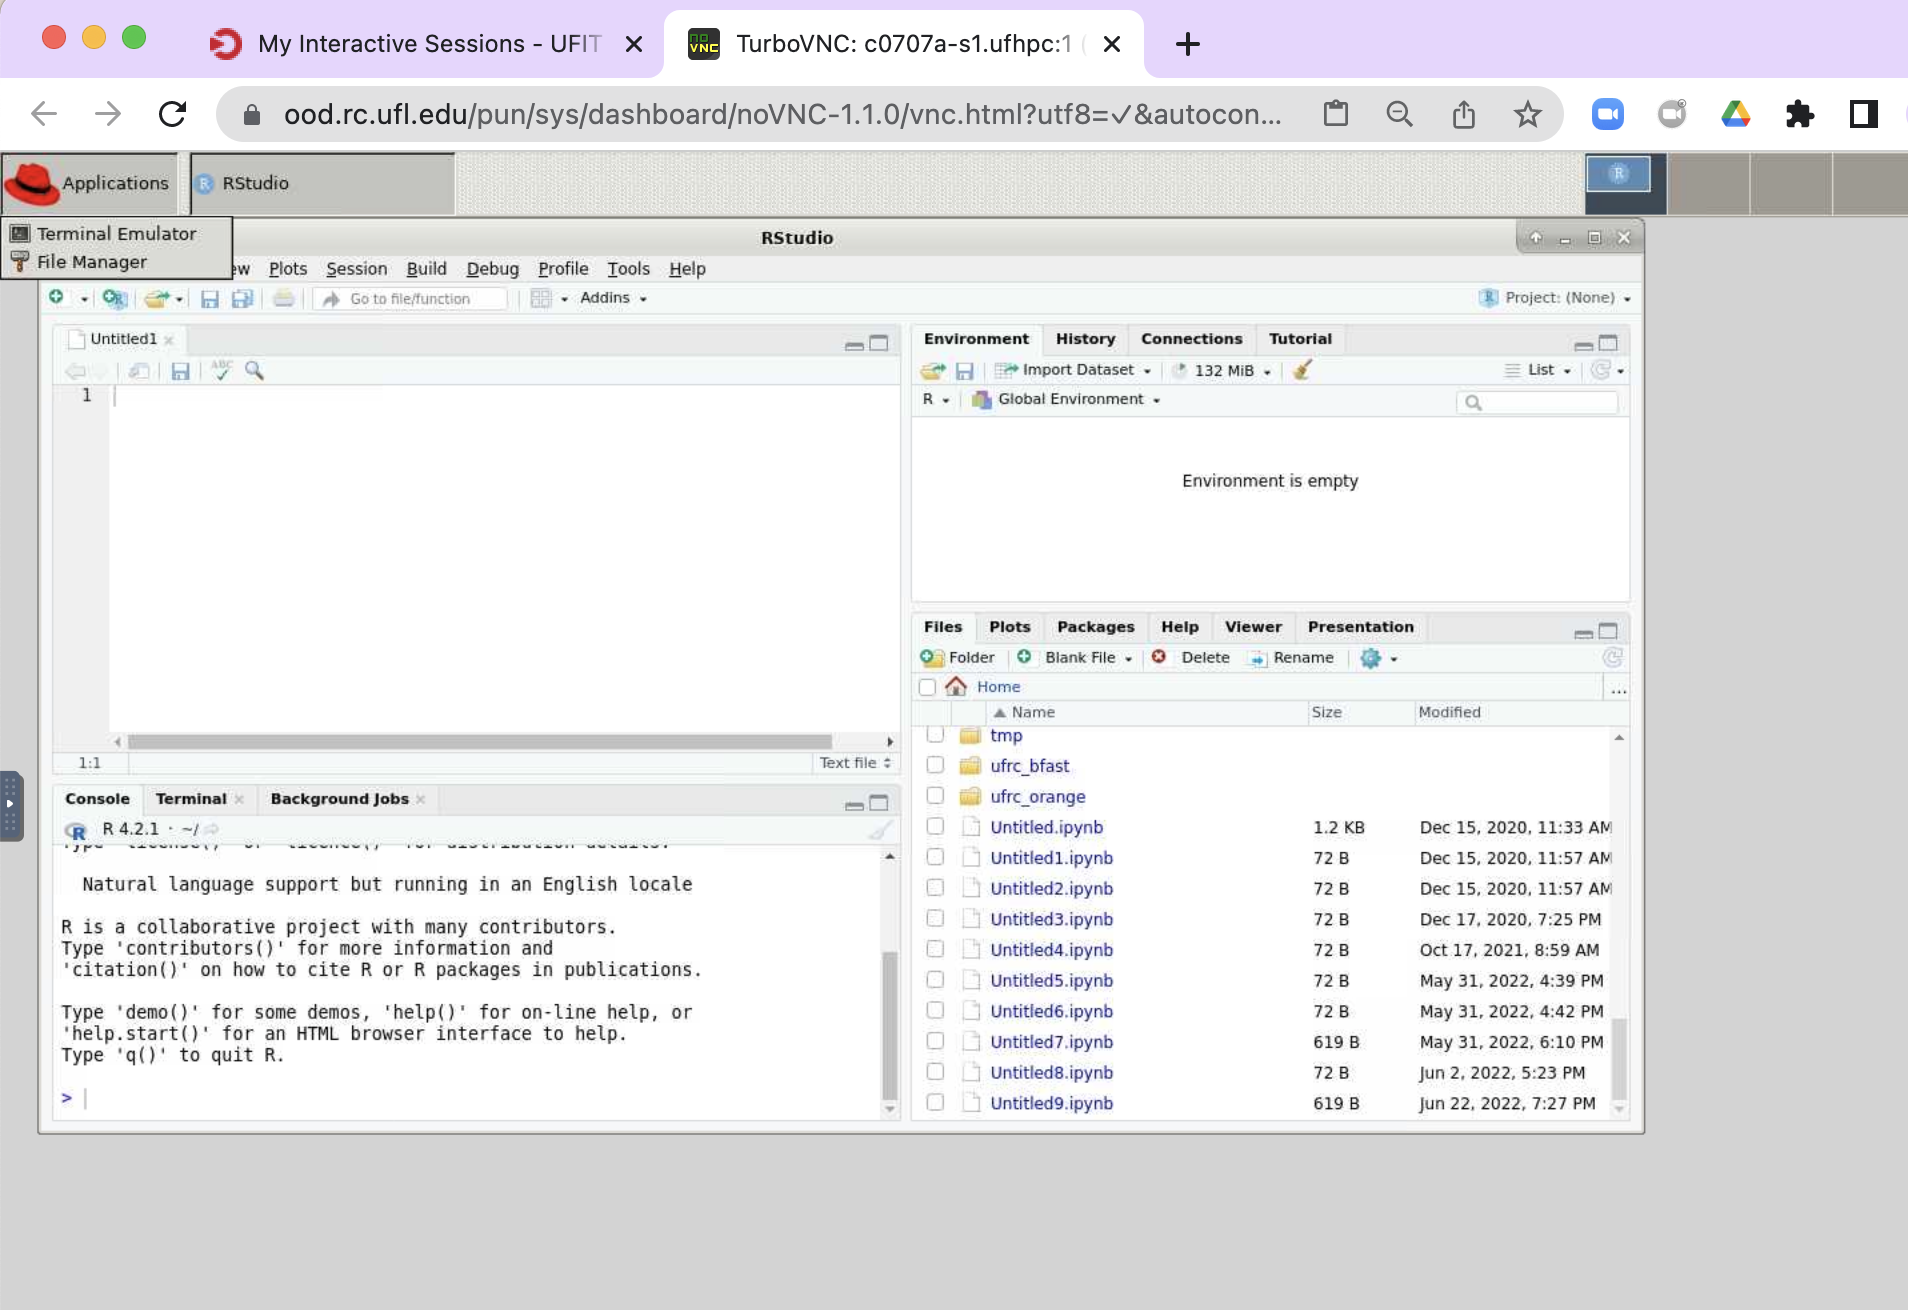 My Interactive Sessions - UFIT
TurboVNC: c0707a-s1.ufhpc:1 (
ood.rc.ufl.edu/pun/sys/dashboard/noVNC-1.1.0/vnc.html?utf8=✓&autocon...
Applications
RStudio
Terminal Emulator
File Manager
RStudio
ew Plots Session Build Debug Profile Tools Help
Go to file/function
Addins
Project: (None)
Untitled1
ABC
1
1:1
Text file
Environment History Connections Tutorial
Import Dataset
132 MiB
List
R
Global Environment
Environment is empty
Console Terminal Background Jobs
R 4.2.1 · ~/
Type 'license()' or 'licence()' for distribution details.
Natural language support but running in an English locale
R is a collaborative project with many contributors.
Type 'contributors()' for more information and
'citation()' on how to cite R or R packages in publications.
Type 'demo()' for some demos, 'help()' for on-line help, or
'help.start()' for an HTML browser interface to help.
Type 'q()' to quit R.
>
Files Plots Packages Help Viewer Presentation
Folder Blank File Delete Rename
Home ...
Name Size Modified
tmp
ufrc_bfast
ufrc_orange
Untitled.ipynb 1.2 KB Dec 15, 2020, 11:33 AM
Untitled1.ipynb 72 B Dec 15, 2020, 11:57 AM
Untitled2.ipynb 72 B Dec 15, 2020, 11:57 AM
Untitled3.ipynb 72 B Dec 17, 2020, 7:25 PM
Untitled4.ipynb 72 B Oct 17, 2021, 8:59 AM
Untitled5.ipynb 72 B May 31, 2022, 4:39 PM
Untitled6.ipynb 72 B May 31, 2022, 4:42 PM
Untitled7.ipynb 619 B May 31, 2022, 6:10 PM
Untitled8.ipynb 72 B Jun 2, 2022, 5:23 PM
Untitled9.ipynb 619 B Jun 22, 2022, 7:27 PM